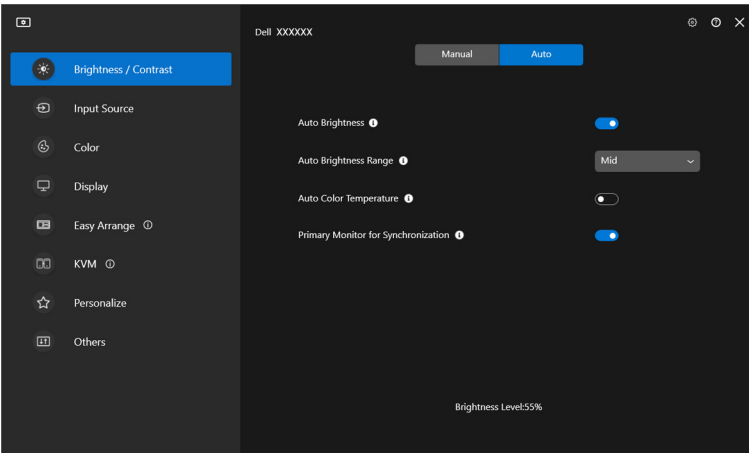 Dell XXXXXX
Manual Auto
Brightness / Contrast
Input Source
Color
Display
Easy Arrange
KVM
Personalize
Others
Auto Brightness
Auto Brightness Range Mid
Auto Color Temperature
Primary Monitor for Synchronization
Brightness Level:55%